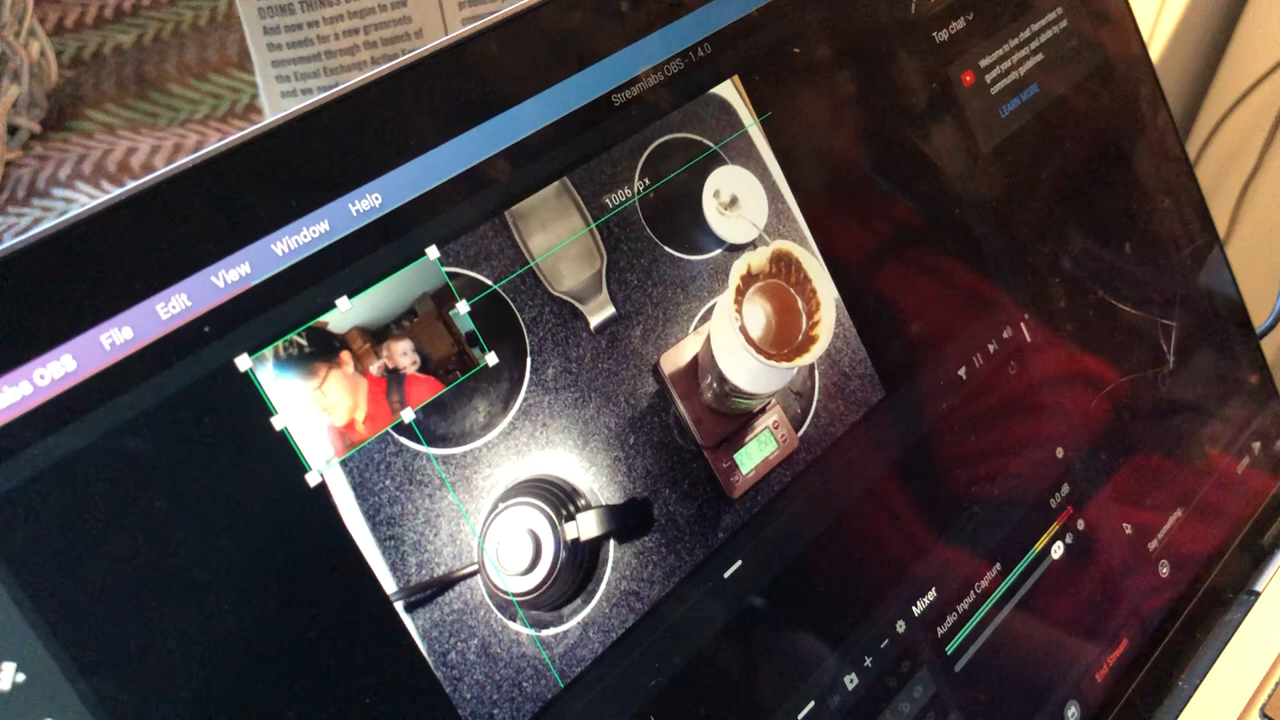 DOING THINGS
And now we have begun to sow
the seeds for a new grassroots
movement through the launch of
the Equal Exchange Action
and we
Streamlabs OBS - 1.4.0
Top chat
Welcome to live chat! Remember to
guard your privacy and abide by our
community guidelines.
LEARN MORE
abs OBS File Edit View Window Help
1006 px
Mixer
Audio Input Capture
0.0 dB
Say something...
End Stream